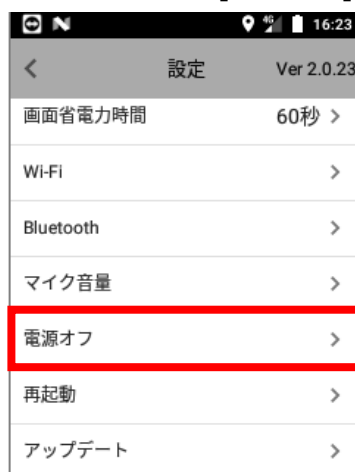 4G 16:23
設定 Ver 2.0.23
画面省電力時間 60秒
Wi-Fi
Bluetooth
マイク音量
電源オフ
再起動
アップデート